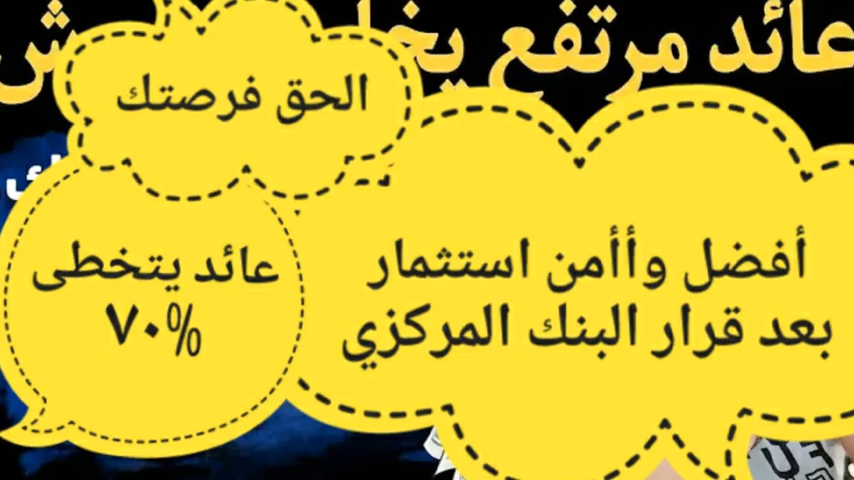 عائد مرتفع
الحق فرصتك
أفضل وأأمن استثمار
بعد قرار البنك المركزي
عائد يتخطى
٧٠%